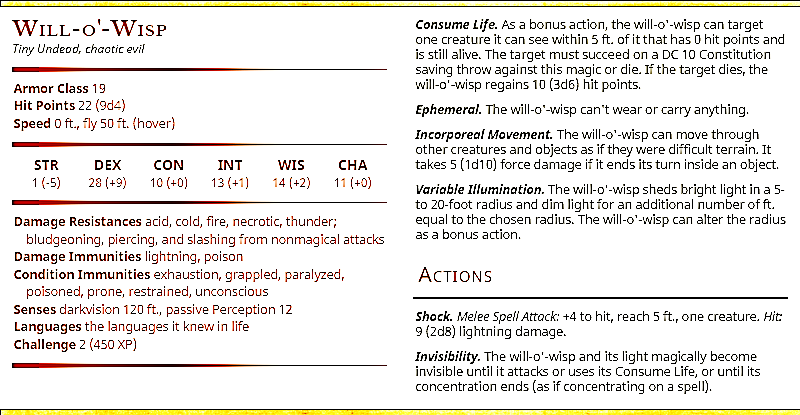 Will-o'-Wisp
Tiny Undead, chaotic evil
Armor Class 19
Hit Points 22 (9d4)
Speed 0 ft., fly 50 ft. (hover)
STR DEX CON INT WIS CHA
1 (-5) 28 (+9) 10 (+0) 13 (+1) 14 (+2) 11 (+0)
Damage Resistances acid, cold, fire, necrotic, thunder;
bludgeoning, piercing, and slashing from nonmagical attacks
Damage Immunities lightning, poison
Condition Immunities exhaustion, grappled, paralyzed,
poisoned, prone, restrained, unconscious
Senses darkvision 120 ft., passive Perception 12
Languages the languages it knew in life
Challenge 2 (450 XP)
Consume Life. As a bonus action, the will-o'-wisp can target
one creature it can see within 5 ft. of it that has 0 hit points and
is still alive. The target must succeed on a DC 10 Constitution
saving throw against this magic or die. If the target dies, the
will-o'-wisp regains 10 (3d6) hit points.
Ephemeral. The will-o'-wisp can't wear or carry anything.
Incorporeal Movement. The will-o'-wisp can move through
other creatures and objects as if they were difficult terrain. It
takes 5 (1d10) force damage if it ends its turn inside an object.
Variable Illumination. The will-o'-wisp sheds bright light in a 5-
to 20-foot radius and dim light for an additional number of ft.
equal to the chosen radius. The will-o'-wisp can alter the radius
as a bonus action.
Actions
Shock. Melee Spell Attack: +4 to hit, reach 5 ft., one creature. Hit:
9 (2d8) lightning damage.
Invisibility. The will-o'-wisp and its light magically become
invisible until it attacks or uses its Consume Life, or until its
concentration ends (as if concentrating on a spell).